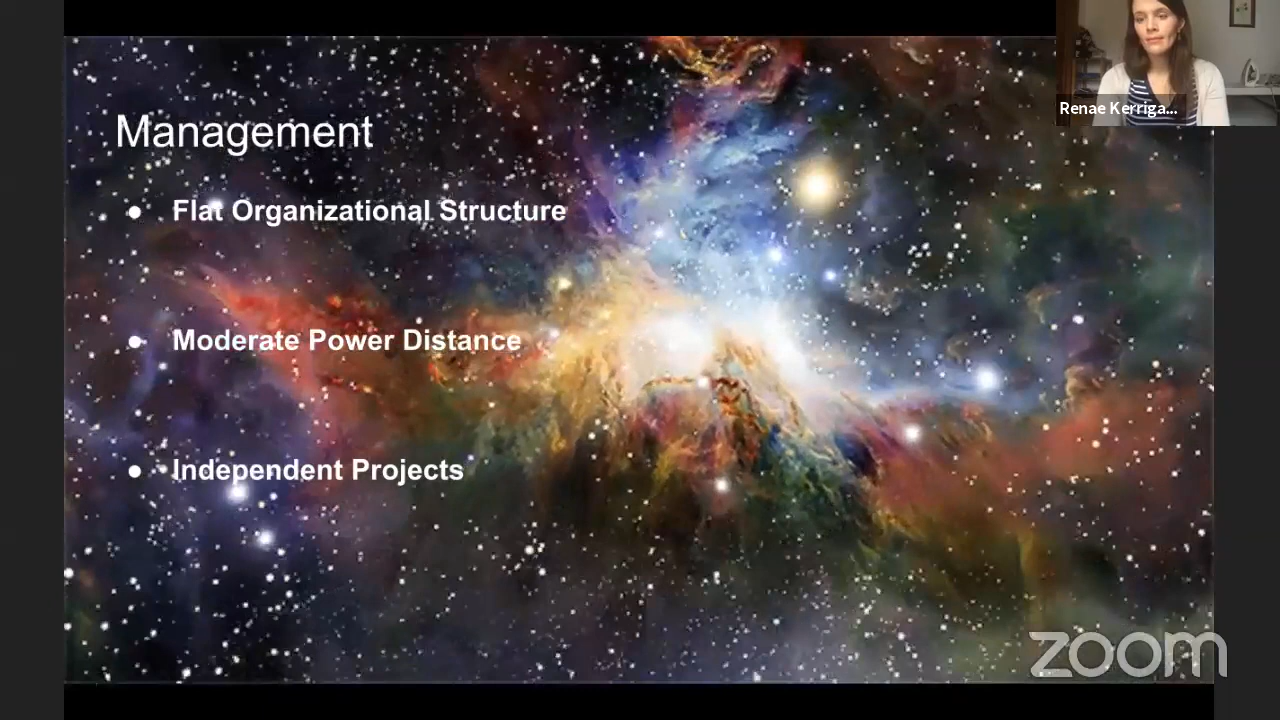 Renae Kerriga...
Management
● Flat Organizational Structure
● Moderate Power Distance
● Independent Projects
zoom